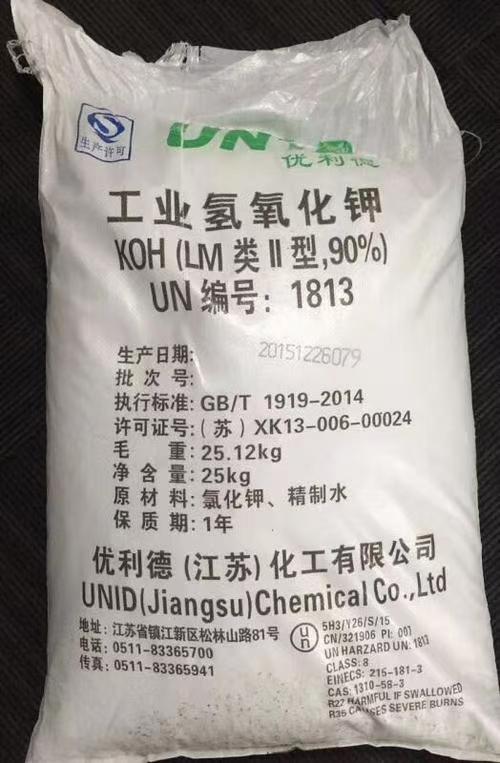 生产许可
UNID
优利德
工业氢氧化钾
KOH (LM 类 II 型,90%)
UN 编号: 1813
生产日期: 20151226079
批次号:
执行标准: GB/T 1919-2014
许可证号: (苏) XK13-006-00024
毛 重: 25.12kg
净含量: 25kg
原材料: 氯化钾、精制水
保质期: 1年
优利德(江苏)化工有限公司
UNID(Jiangsu)Chemical Co.,Ltd
地址: 江苏省镇江新区松林山路81号
电话: 0511-83365700
传真: 0511-83365941
un
5H3/Y26/S/15
CN/321906 PI: 001
UN HARZARD UN: 1813
CLASS: 8
EINECS: 215-181-3
CAS: 1310-58-3
R22 HARMFUL IF SWALLOWED
R35 CAUSES SEVERE BURNS